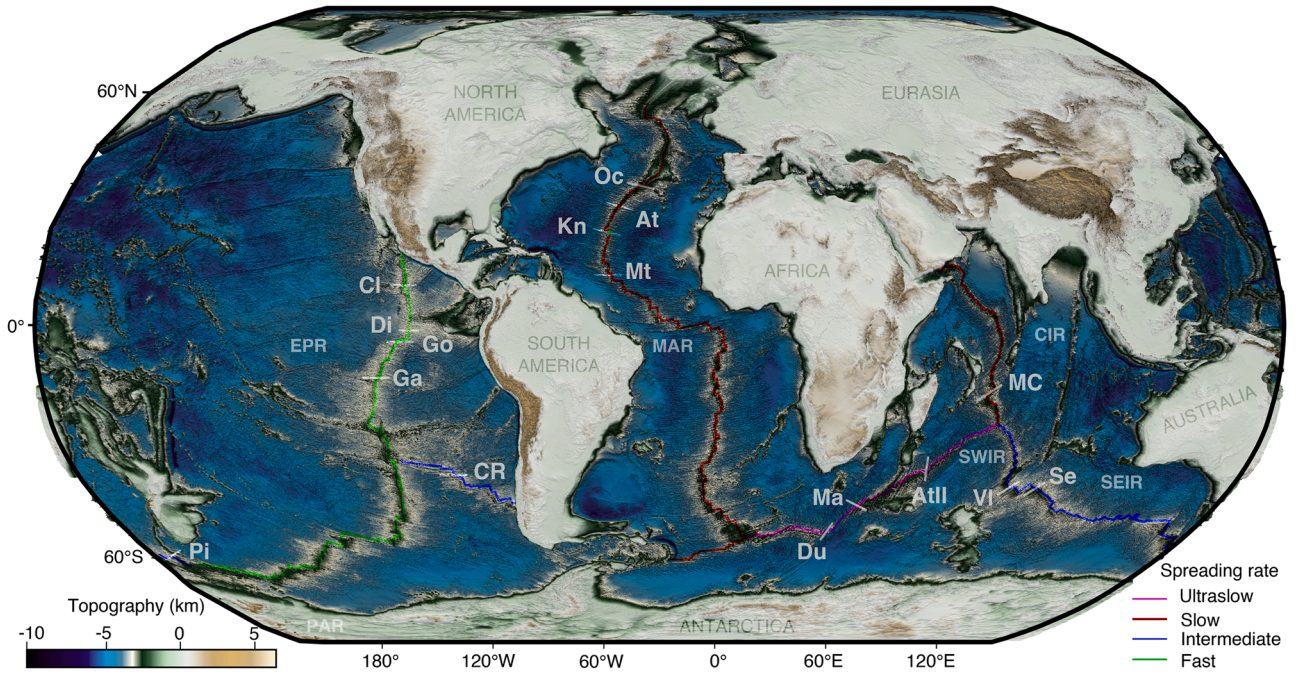 60°N
NORTH
AMERICA
EURASIA
Oc
At
Kn
Mt
AFRICA
Cl
0°
Di
Go
EPR
SOUTH
AMERICA
MAR
CIR
Ga
MC
AUSTRALIA
CR
SWIR
Se
SEIR
Ma
AtII
VI
Du
60°S
Pi
PAR
ANTARCTICA
Topography (km)
-10 -5 0 5
180° 120°W 60°W 0° 60°E 120°E
Spreading rate
Ultraslow
Slow
Intermediate
Fast